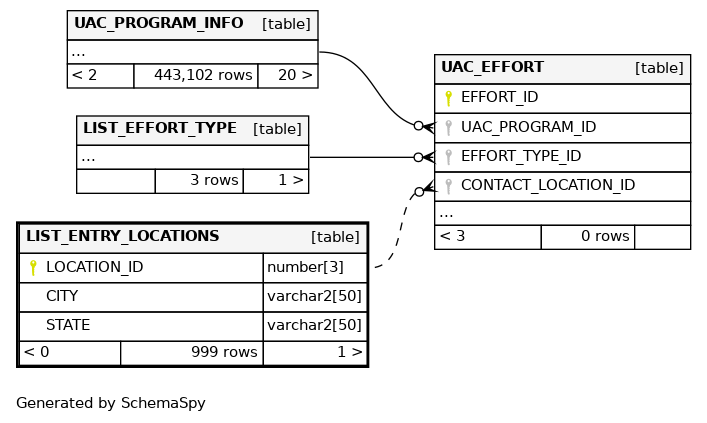 UAC_PROGRAM_INFO [table]
...
< 2 443,102 rows 20 >
LIST_EFFORT_TYPE [table]
...
3 rows 1 >
LIST_ENTRY_LOCATIONS [table]
LOCATION_ID number[3]
CITY varchar2[50]
STATE varchar2[50]
< 0 999 rows 1 >
UAC_EFFORT [table]
EFFORT_ID
UAC_PROGRAM_ID
EFFORT_TYPE_ID
CONTACT_LOCATION_ID
...
< 3 0 rows
Generated by SchemaSpy